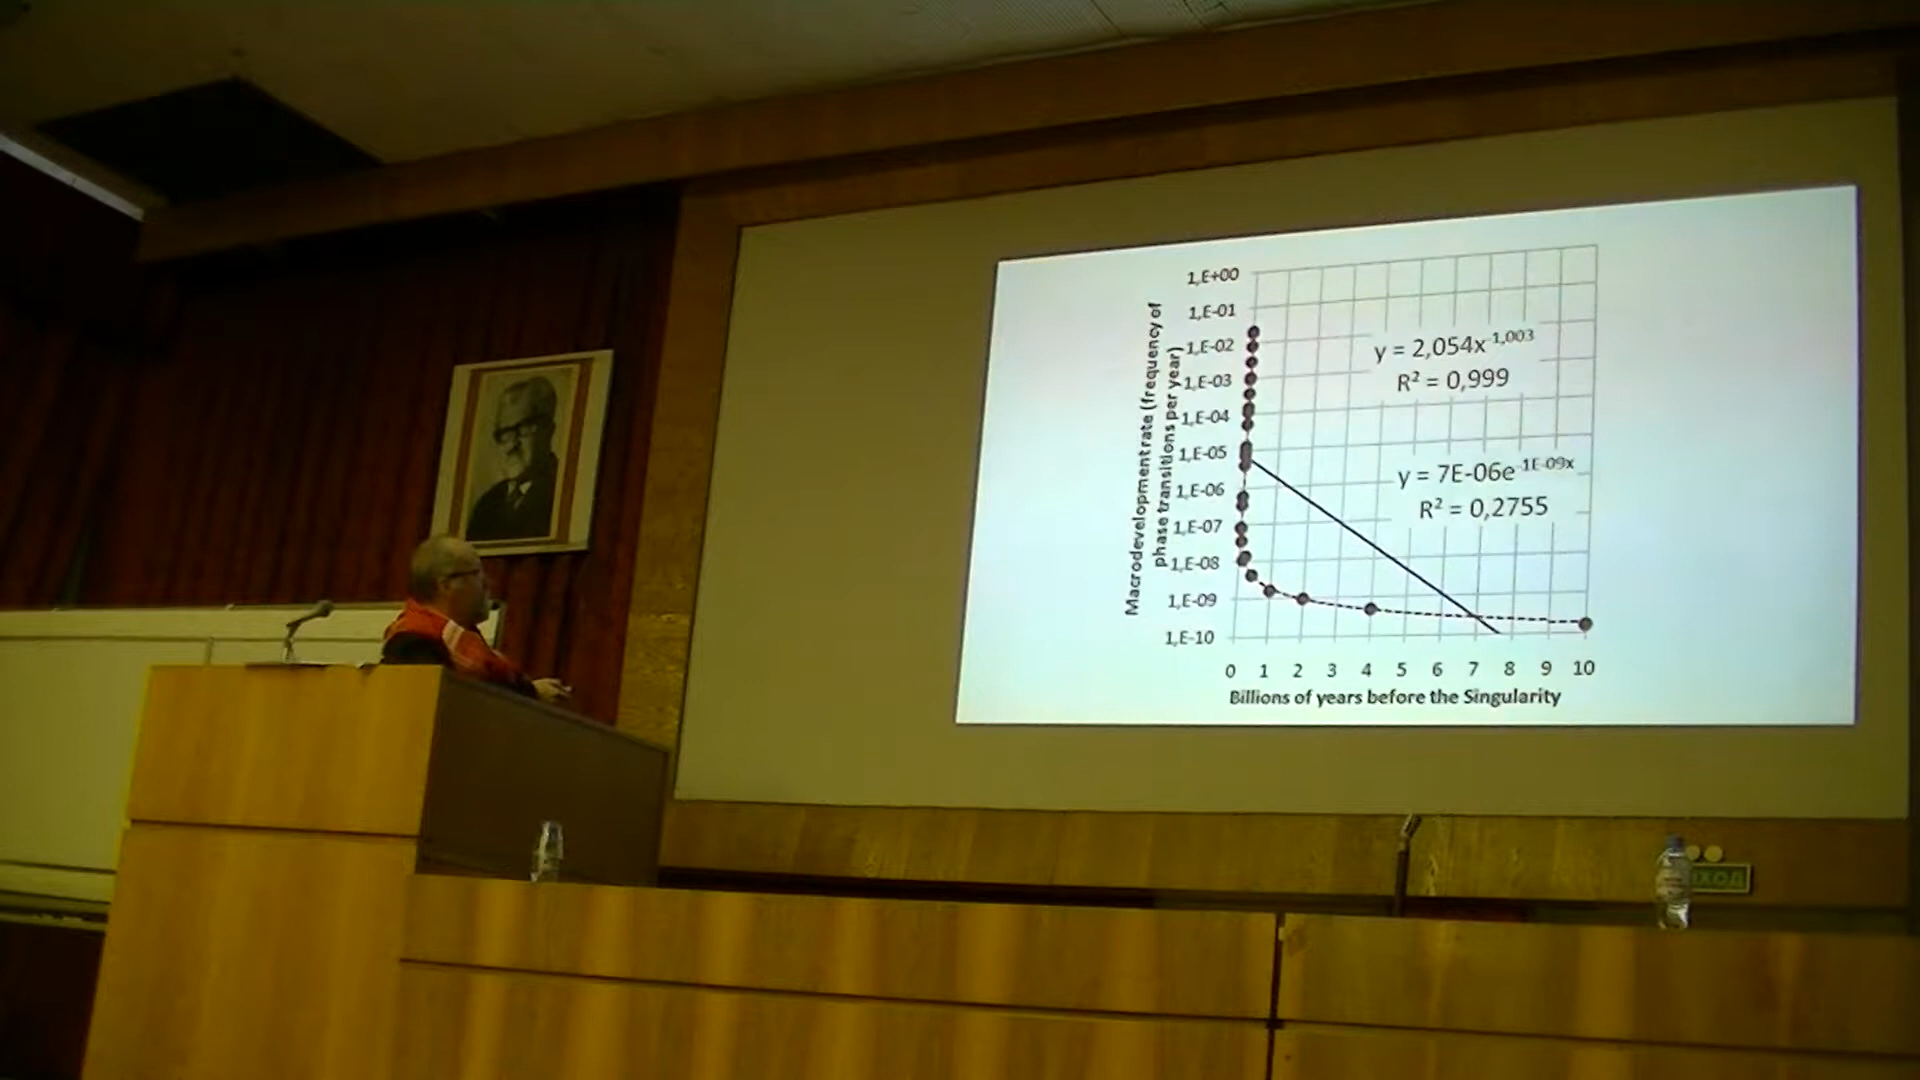 Macrodevelopment rate (frequency of
phase transitions per year)
1,E+00
1,E-01
1,E-02
1,E-03
1,E-04
1,E-05
1,E-06
1,E-07
1,E-08
1,E-09
1,E-10
y = 2,054x^-1,003
R² = 0,999
y = 7E-06e^-1E-09x
R² = 0,2755
0 1 2 3 4 5 6 7 8 9 10
Billions of years before the Singularity